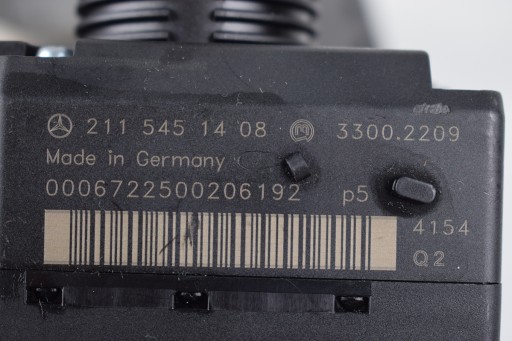 211 545 14 08 3300.2209
Made in Germany
0006722500206192 p5
4154
Q2